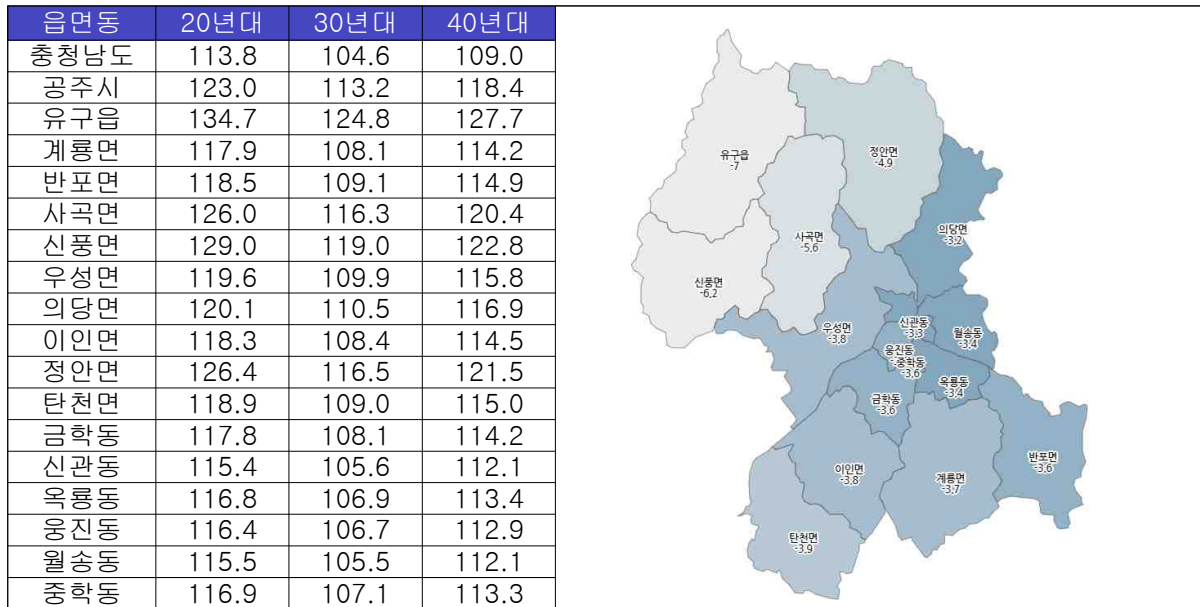 읍면동 20년대 30년대 40년대
충청남도 113.8 104.6 109.0
공주시 123.0 113.2 118.4
유구읍 134.7 124.8 127.7
계룡면 117.9 108.1 114.2
반포면 118.5 109.1 114.9
사곡면 126.0 116.3 120.4
신풍면 129.0 119.0 122.8
우성면 119.6 109.9 115.8
의당면 120.1 110.5 116.9
이인면 118.3 108.4 114.5
정안면 126.4 116.5 121.5
탄천면 118.9 109.0 115.0
금학동 117.8 108.1 114.2
신관동 115.4 105.6 112.1
옥룡동 116.8 106.9 113.4
웅진동 116.4 106.7 112.9
월송동 115.5 105.5 112.1
중학동 116.9 107.1 113.3
유구읍
-7
정안면
-4.9
사곡면
-5.6
의당면
-3.2
신풍면
-6.2
우성면
-3.8
신관동
-3.3
월송동
-3.4
웅진동
중학동
-3.6
옥룡동
-3.4
금학동
-3.6
이인면
-3.8
계룡면
-3.7
반포면
-3.6
탄천면
-3.9